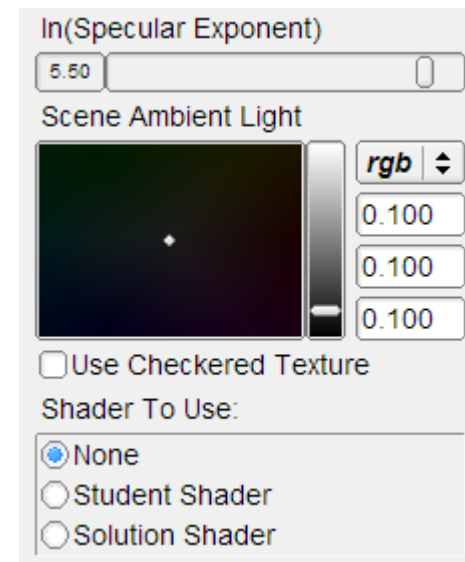 ln(Specular Exponent)
5.50
Scene Ambient Light
rgb
0.100
0.100
0.100
Use Checkered Texture
Shader To Use:
None
Student Shader
Solution Shader